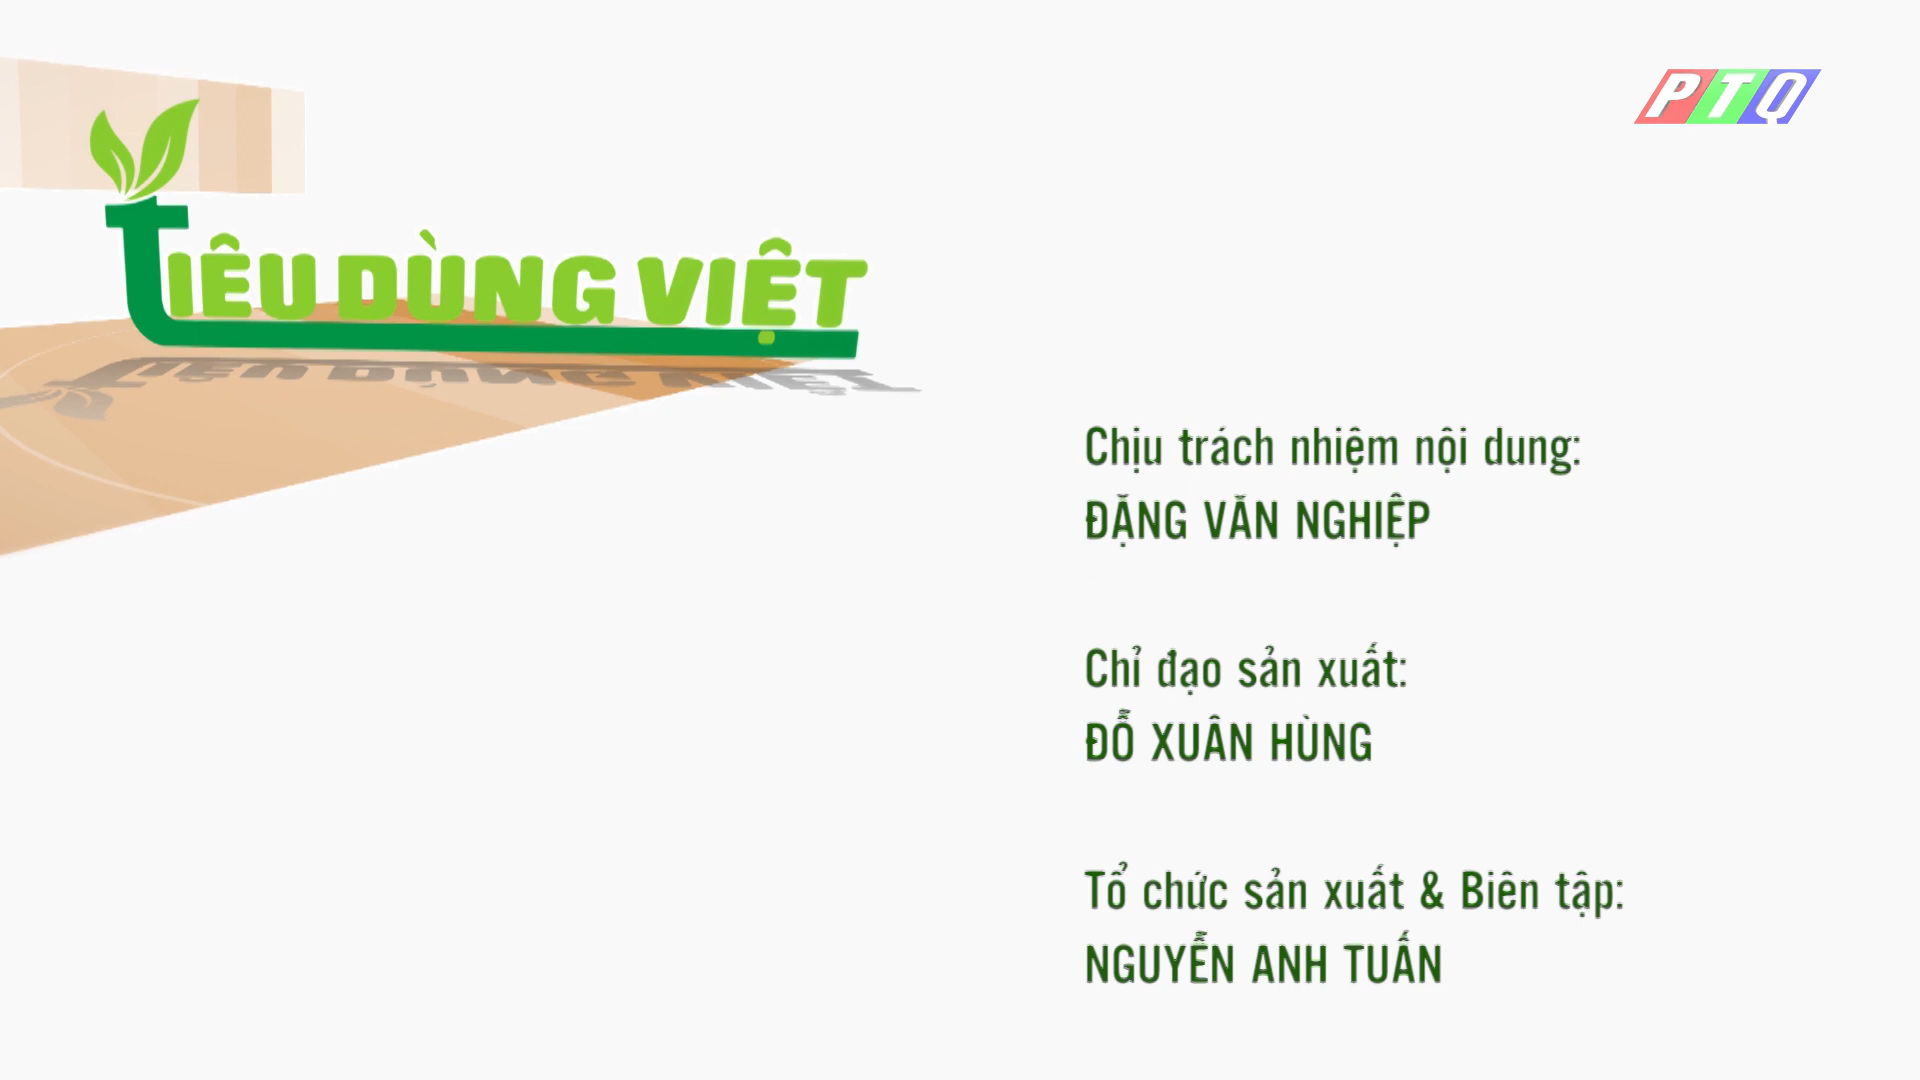 PTQ
TIÊU DÙNG VIỆT
Chịu trách nhiệm nội dung:
ĐẶNG VĂN NGHIỆP
Chỉ đạo sản xuất:
ĐỖ XUÂN HÙNG
Tổ chức sản xuất & Biên tập:
NGUYỄN ANH TUẤN